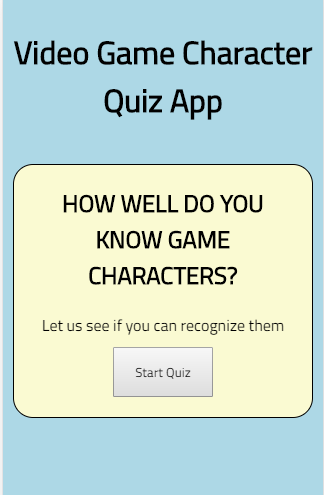 Video Game Character
Quiz App
HOW WELL DO YOU
KNOW GAME
CHARACTERS?
Let us see if you can recognize them
Start Quiz